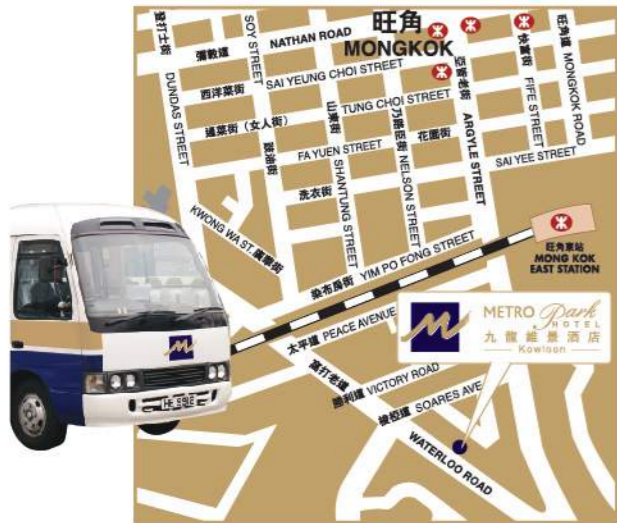 登打士街
DUNDAS STREET
SOY STREET
豉油街
彌敦道
NATHAN ROAD
旺角
MONGKOK
西洋菜街
SAI YEUNG CHOI STREET
通菜街（女人街）
TUNG CHOI STREET
山東街
SHANTUNG STREET
乃路臣街
NELSON STREET
亞皆老街
ARGYLE STREET
快富街
FIFE STREET
旺角道
MONGKOK ROAD
花園街
FA YUEN STREET
洗衣街
SAI YEE STREET
KWONG WA ST. 廣華街
染布房街 YIM PO FONG STREET
旺角東站
MONG KOK
EAST STATION
太平道 PEACE AVENUE
METRO Park
HOTEL
九龍維景酒店
Kowloon
窩打老道
WATERLOO ROAD
勝利道 VICTORY ROAD
梭椏道 SOARES AVE.